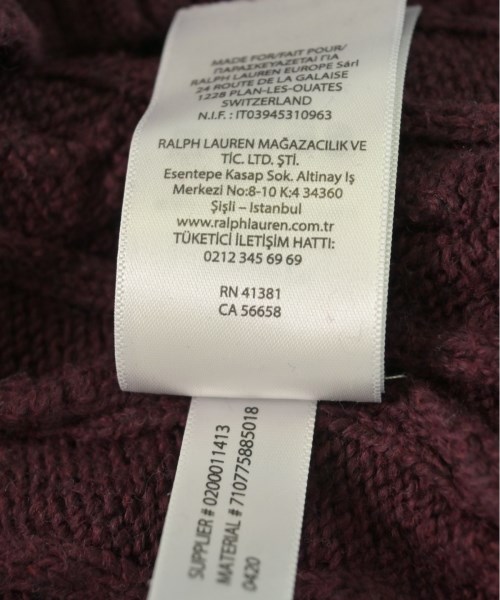 MADE FOR/FAIT POUR/
ΠΑΡΑΣΚΕΥΑΖΕΤΑΙ ΓΙΑ
RALPH LAUREN EUROPE Sàrl
24 ROUTE DE LA GALAISE
1228 PLAN-LES-OUATES
SWITZERLAND
N.I.F. : IT03945310963
RALPH LAUREN MAĞAZACILIK VE
TİC. LTD. ŞTİ.
Esentepe Kasap Sok. Altinay Iş
Merkezi No:8-10 K:4 34360
Şişli – Istanbul
www.ralphlauren.com.tr
TÜKETİCİ İLETİŞİM HATTI:
0212 345 69 69
RN 41381
CA 56658
SUPPLIER # 0200011413
MATERIAL # 710775885018
0420